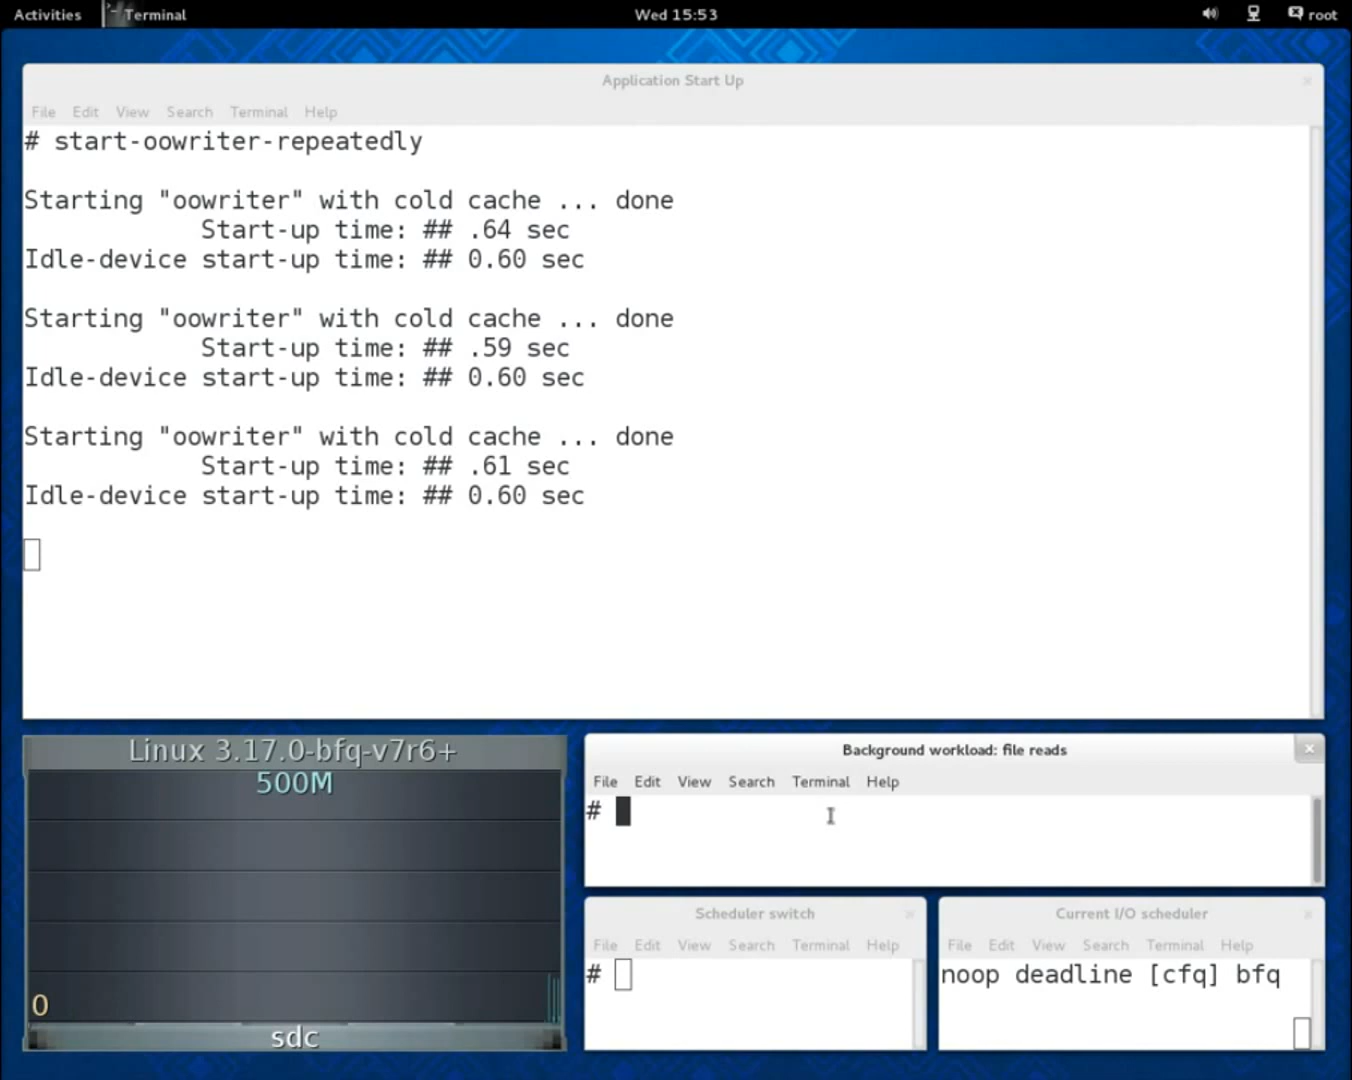 Activities Terminal Wed 15:53 root
Application Start Up
File Edit View Search Terminal Help
# start-oowriter-repeatedly
Starting "oowriter" with cold cache ... done
Start-up time: ## .64 sec
Idle-device start-up time: ## 0.60 sec
Starting "oowriter" with cold cache ... done
Start-up time: ## .59 sec
Idle-device start-up time: ## 0.60 sec
Starting "oowriter" with cold cache ... done
Start-up time: ## .61 sec
Idle-device start-up time: ## 0.60 sec
Linux 3.17.0-bfq-v7r6+
500M
0
sdc
Background workload: file reads
File Edit View Search Terminal Help
#
Scheduler switch
File Edit View Search Terminal Help
#
Current I/O scheduler
File Edit View Search Terminal Help
noop deadline [cfq] bfq